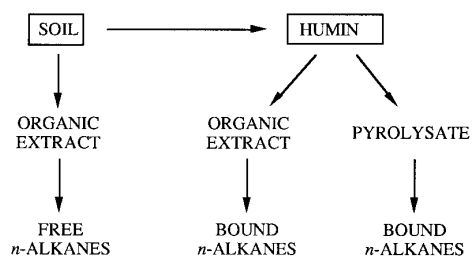 SOIL
HUMIN
ORGANIC
EXTRACT
ORGANIC
EXTRACT
PYROLYSATE
FREE
n-ALKANES
BOUND
n-ALKANES
BOUND
n-ALKANES